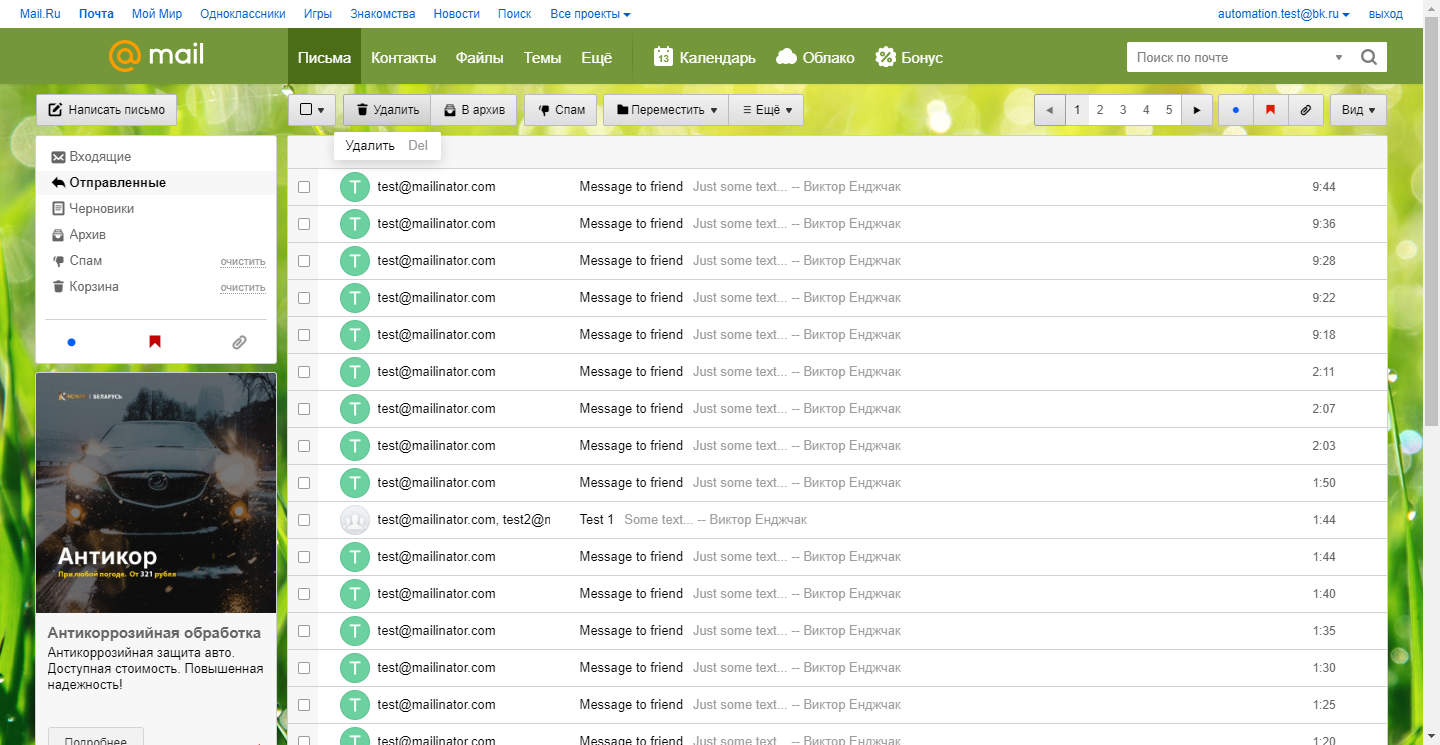 Mail.Ru Почта Мой Мир Одноклассники Игры Знакомства Новости Поиск Все проекты automation.test@bk.ru выход
@mail Письма Контакты Файлы Темы Ещё 13 Календарь Облако Бонус Поиск по почте
Написать письмо Удалить В архив Спам Переместить Ещё 1 2 3 4 5 Вид
Удалить Del
Входящие
Отправленные
Черновики
Архив
Спам очистить
Корзина очистить
БЕЛАРУСЬ
Антикор
При любой погоде. От 321 рубля
Антикоррозийная обработка
Антикоррозийная защита авто.
Доступная стоимость. Повышенная
надежность!
Подробнее
T test@mailinator.com Message to friend Just some text... -- Виктор Енджчак 9:44
T test@mailinator.com Message to friend Just some text... -- Виктор Енджчак 9:36
T test@mailinator.com Message to friend Just some text... -- Виктор Енджчак 9:28
T test@mailinator.com Message to friend Just some text... -- Виктор Енджчак 9:22
T test@mailinator.com Message to friend Just some text... -- Виктор Енджчак 9:18
T test@mailinator.com Message to friend Just some text... -- Виктор Енджчак 2:11
T test@mailinator.com Message to friend Just some text... -- Виктор Енджчак 2:07
T test@mailinator.com Message to friend Just some text... -- Виктор Енджчак 2:03
T test@mailinator.com Message to friend Just some text... -- Виктор Енджчак 1:50
test@mailinator.com, test2@m Test 1 Some text... -- Виктор Енджчак 1:44
T test@mailinator.com Message to friend Just some text... -- Виктор Енджчак 1:44
T test@mailinator.com Message to friend Just some text... -- Виктор Енджчак 1:40
T test@mailinator.com Message to friend Just some text... -- Виктор Енджчак 1:35
T test@mailinator.com Message to friend Just some text... -- Виктор Енджчак 1:30
T test@mailinator.com Message to friend Just some text... -- Виктор Енджчак 1:25
T test@mailinator.com Message to friend Just some text... -- Виктор Енджчак 1:20